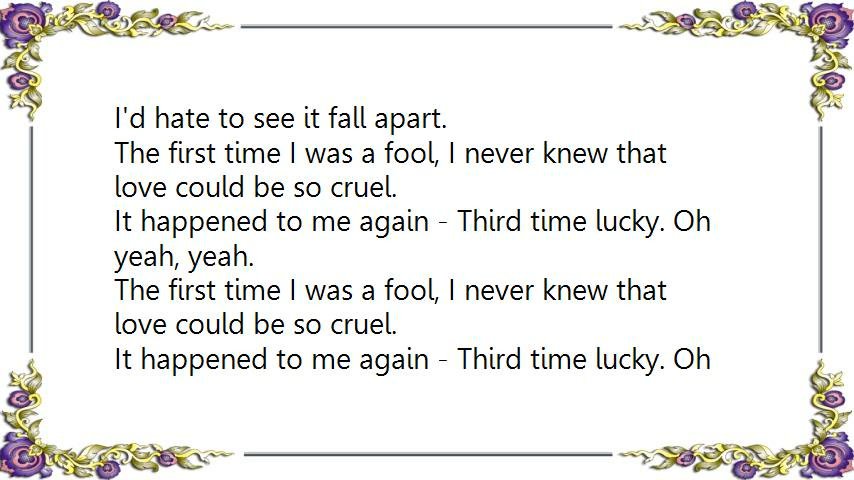 I'd hate to see it fall apart.
The first time I was a fool, I never knew that
love could be so cruel.
It happened to me again - Third time lucky. Oh
yeah, yeah.
The first time I was a fool, I never knew that
love could be so cruel.
It happened to me again - Third time lucky. Oh